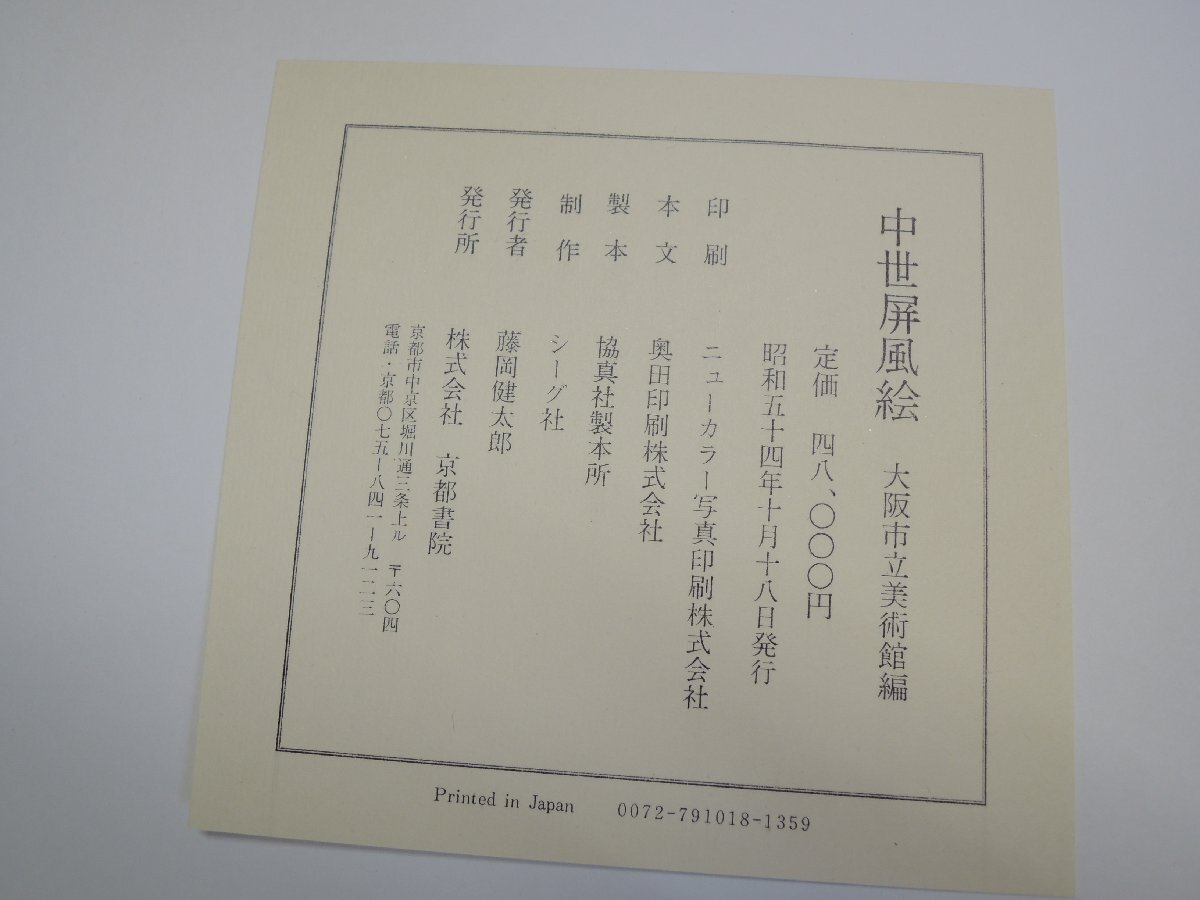 中世屏風絵　大阪市立美術館編
定価　四八、〇〇〇円
昭和五十四年十月十八日発行
印刷　ニューカラー写真印刷株式会社
本文　奥田印刷株式会社
製本　協真社製本所
制作　シーグ社
発行者　藤岡健太郎
発行所　株式会社　京都書院
京都市中京区堀川通三条上ル　〒六〇四
電話・京都〇七五ー八四一ー九一二三
Printed in Japan　0072-791018-1359